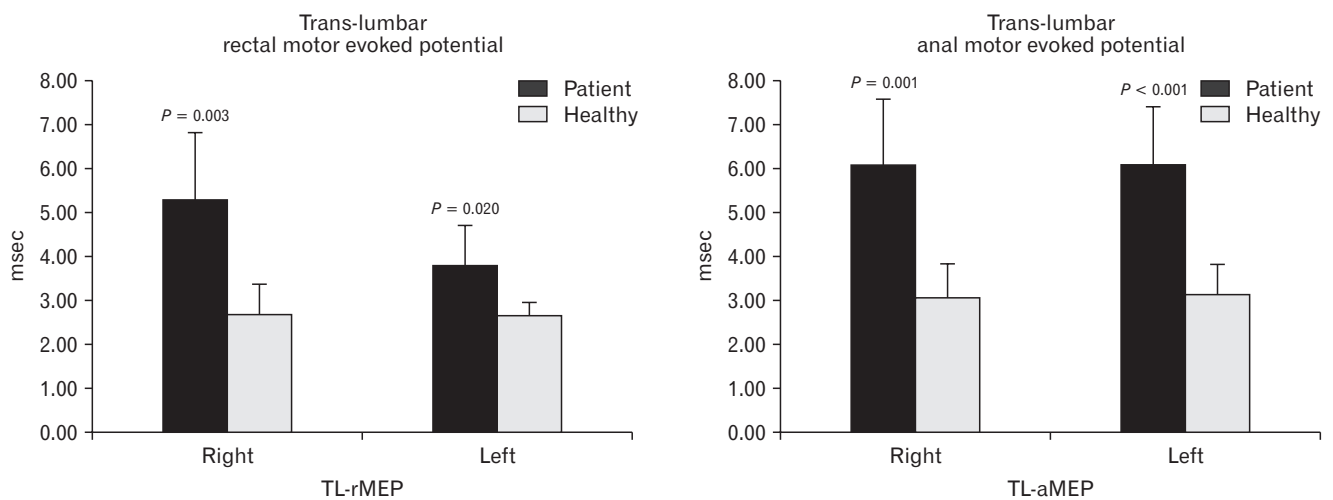 Trans-lumbar
rectal motor evoked potential
8.00
7.00
6.00
5.00
4.00
3.00
2.00
1.00
0.00
msec
Patient
Healthy
P = 0.003
P = 0.020
Right
Left
TL-rMEP
Trans-lumbar
anal motor evoked potential
8.00
7.00
6.00
5.00
4.00
3.00
2.00
1.00
0.00
msec
Patient
Healthy
P = 0.001
P < 0.001
Right
Left
TL-aMEP